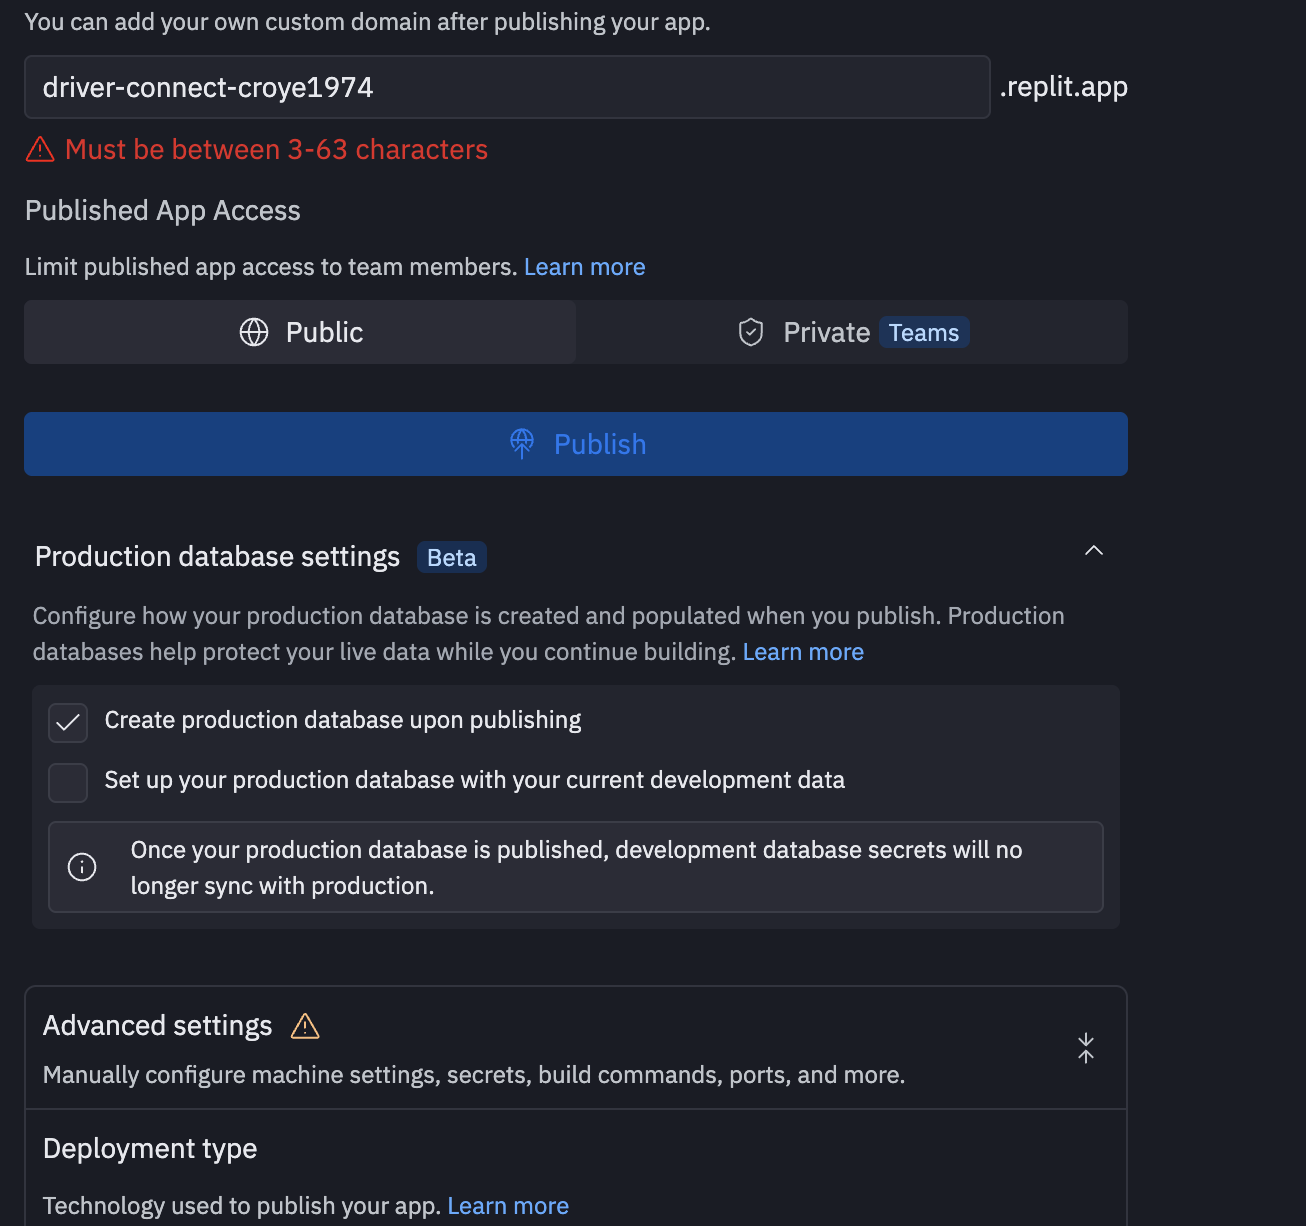 You can add your own custom domain after publishing your app.
driver-connect-croye1974
.replit.app
Must be between 3-63 characters
Published App Access
Limit published app access to team members. Learn more
Public
Private Teams
Publish
Production database settings Beta
Configure how your production database is created and populated when you publish. Production
databases help protect your live data while you continue building. Learn more
Create production database upon publishing
Set up your production database with your current development data
Once your production database is published, development database secrets will no
longer sync with production.
Advanced settings
Manually configure machine settings, secrets, build commands, ports, and more.
Deployment type
Technology used to publish your app. Learn more